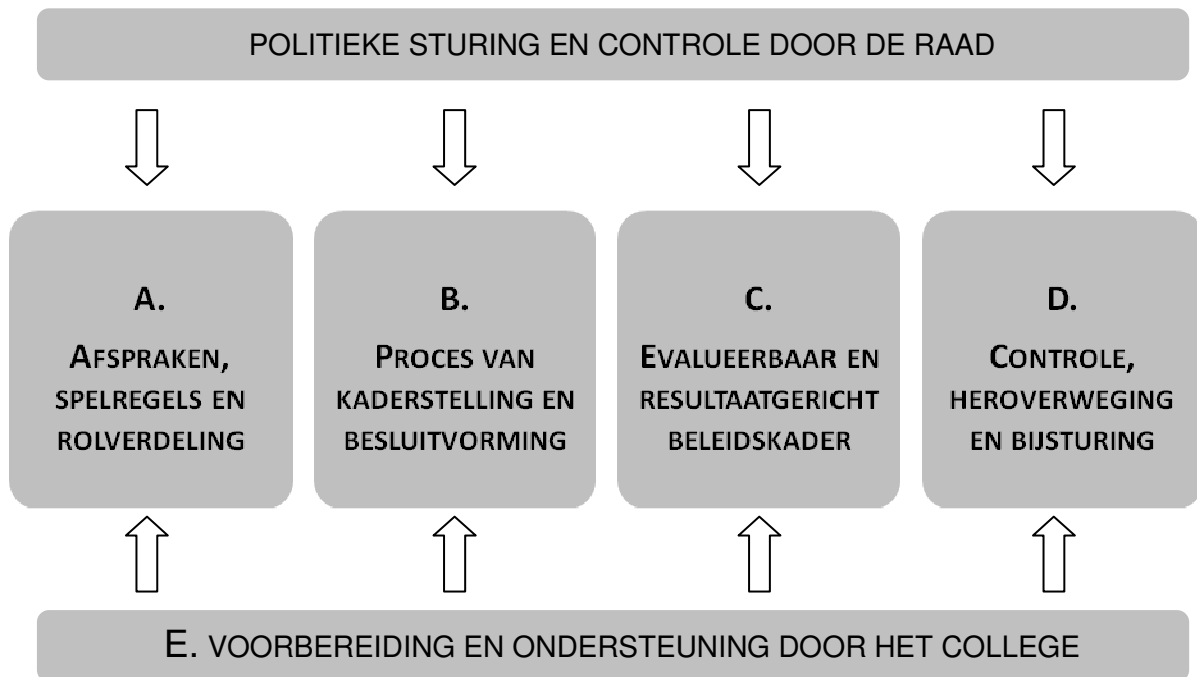 POLITIEKE STURING EN CONTROLE DOOR DE RAAD
A.
AFSPRAKEN,
SPELREGELS EN
ROLVERDELING
B.
PROCES VAN
KADERSTELLING EN
BESLUITVORMING
C.
EVALUEERBAAR EN
RESULTAATGERICHT
BELEIDSKADER
D.
CONTROLE,
HEROVERWEGING
EN BIJSTURING
E. VOORBEREIDING EN ONDERSTEUNING DOOR HET COLLEGE